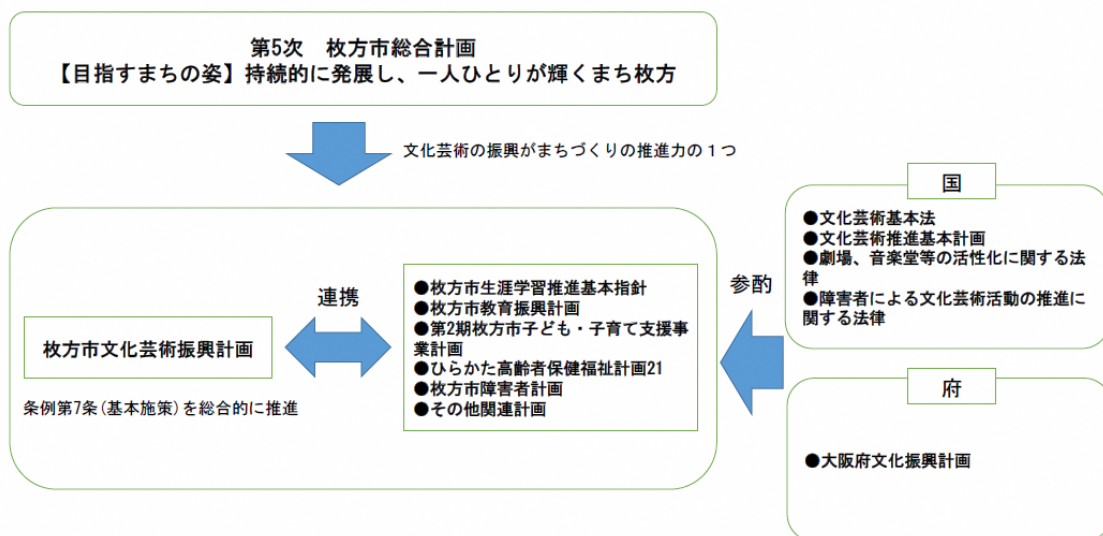 第5次　枚方市総合計画
【目指すまちの姿】持続的に発展し、一人ひとりが輝くまち枚方
文化芸術の振興がまちづくりの推進力の１つ
枚方市文化芸術振興計画
条例第7条(基本施策)を総合的に推進
連携
●枚方市生涯学習推進基本指針
●枚方市教育振興計画
●第2期枚方市子ども・子育て支援事
業計画
●ひらかた高齢者保健福祉計画21
●枚方市障害者計画
●その他関連計画
参酌
国
●文化芸術基本法
●文化芸術推進基本計画
●劇場、音楽堂等の活性化に関する法
律
●障害者による文化芸術活動の推進に
関する法律
府
●大阪府文化振興計画